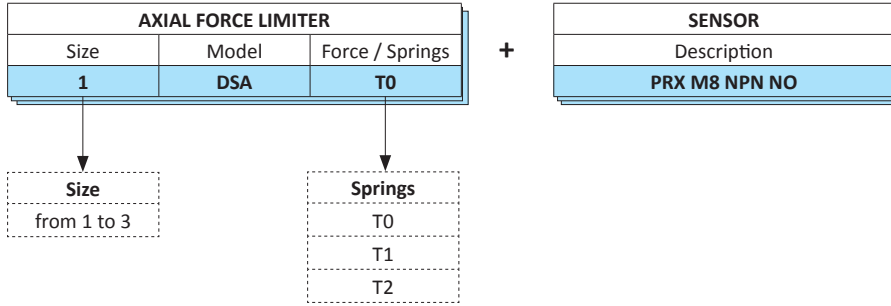 AXIAL FORCE LIMITER
Size Model Force / Springs
1 DSA T0
+
SENSOR
Description
PRX M8 NPN NO
Size
from 1 to 3
Springs
T0
T1
T2